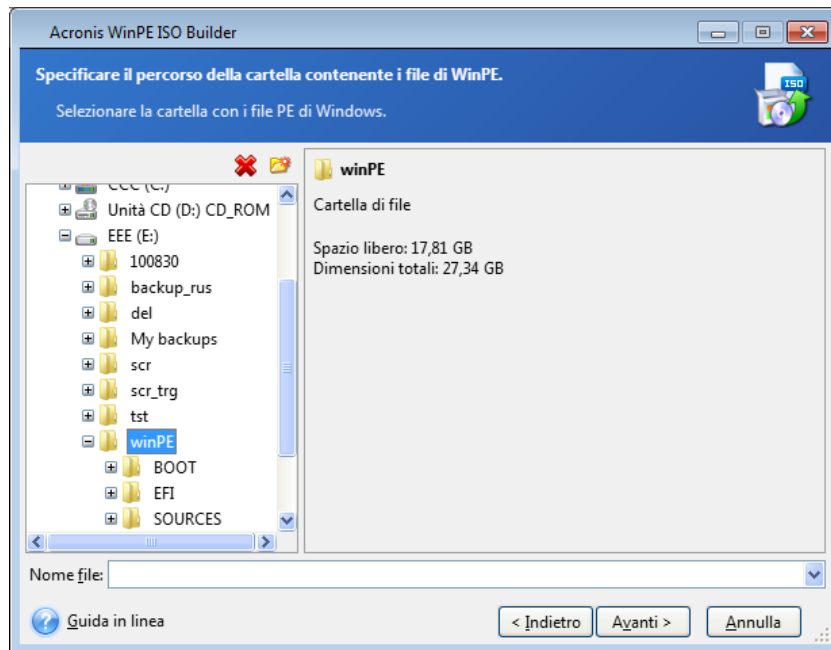 Acronis WinPE ISO Builder
Specificare il percorso della cartella contenente i file di WinPE.
Selezionare la cartella con i file PE di Windows.
ISO
CCC (C:)
Unità CD (D:) CD_ROM
EEE (E:)
100830
backup_rus
del
My backups
scr
scr_trg
tst
winPE
BOOT
EFI
SOURCES
winPE
Cartella di file
Spazio libero: 17,81 GB
Dimensioni totali: 27,34 GB
Nome file:
Guida in linea
< Indietro
Avanti >
Annulla